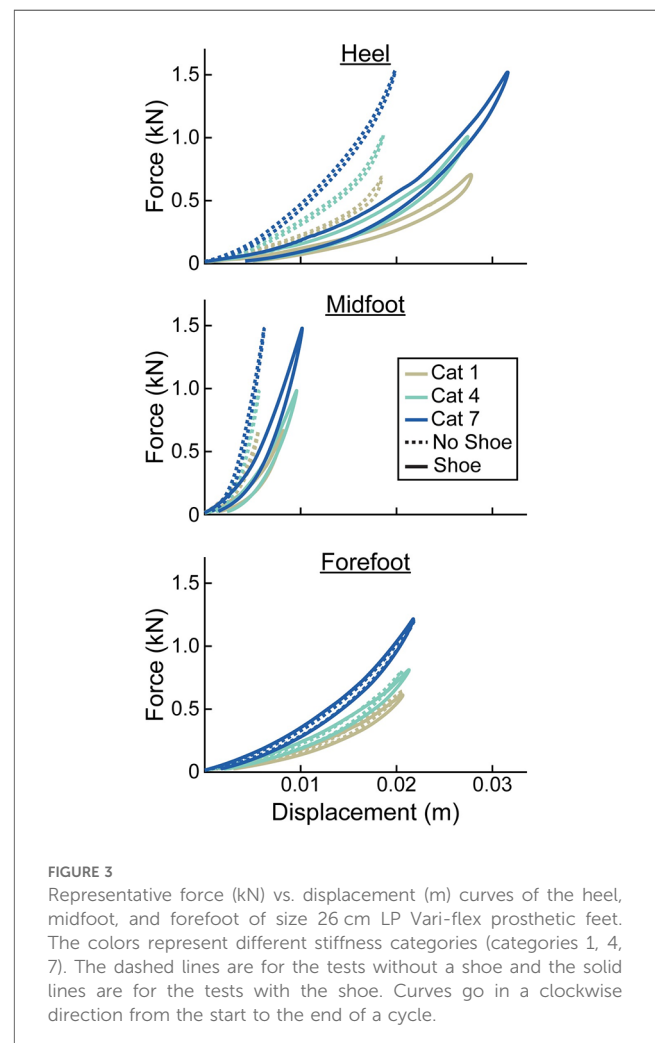 Heel
1.5
1.0
0.5
0
Force (kN)
Midfoot
1.5
1.0
0.5
0
Force (kN)
Cat 1
Cat 4
Cat 7
No Shoe
Shoe
Forefoot
1.5
1.0
0.5
0
Force (kN)
0.01
0.02
0.03
Displacement (m)
FIGURE 3
Representative force (kN) vs. displacement (m) curves of the heel,
midfoot, and forefoot of size 26 cm LP Vari-flex prosthetic feet.
The colors represent different stiffness categories (categories 1, 4,
7). The dashed lines are for the tests without a shoe and the solid
lines are for the tests with the shoe. Curves go in a clockwise
direction from the start to the end of a cycle.